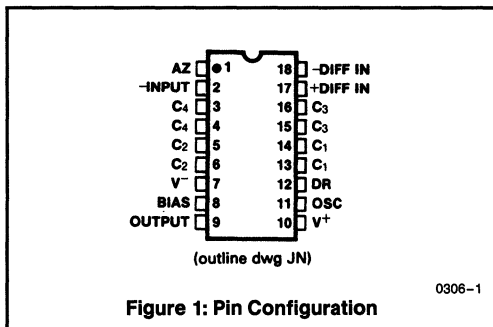 AZ 1 18 −DIFF IN
−INPUT 2 17 +DIFF IN
C4 3 16 C3
C4 4 15 C3
C2 5 14 C1
C2 6 13 C1
V− 7 12 DR
BIAS 8 11 OSC
OUTPUT 9 10 V+
(outline dwg JN)
0306–1
Figure 1: Pin Configuration